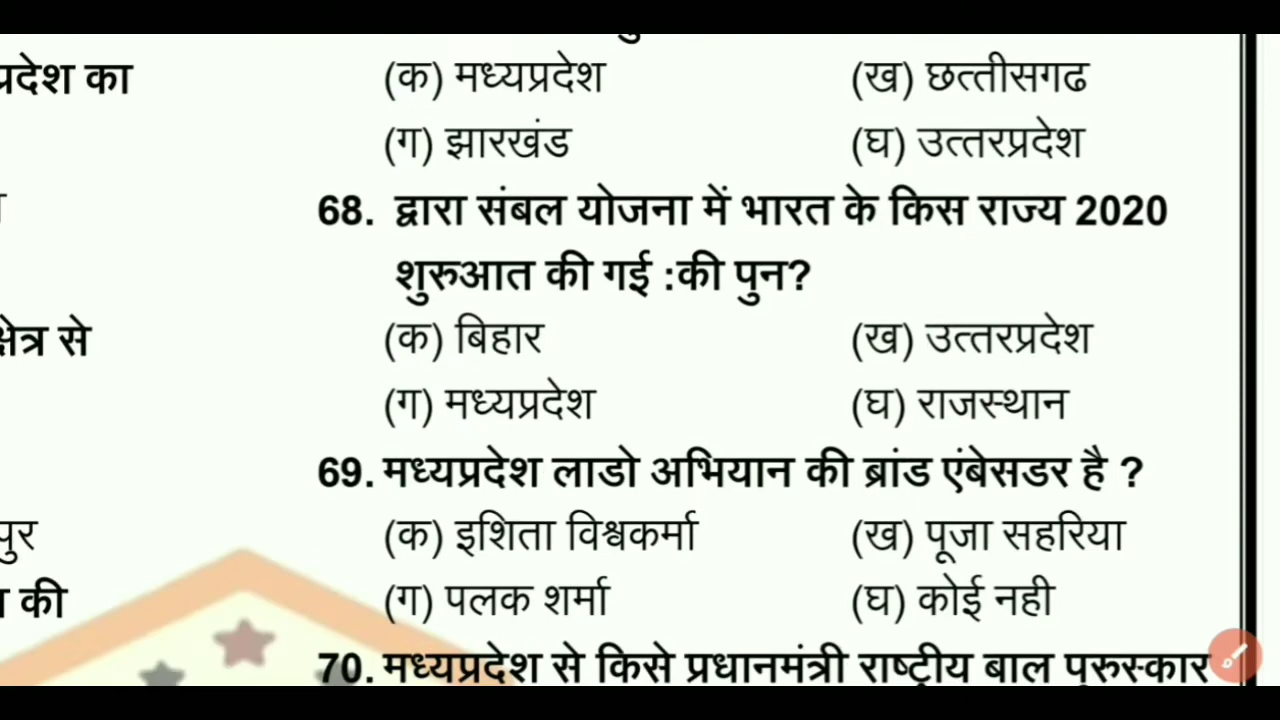 प्रदेश का
क्षेत्र से
पुर
की
(क) मध्यप्रदेश (ख) छत्तीसगढ
(ग) झारखंड (घ) उत्तरप्रदेश
68. द्वारा संबल योजना में भारत के किस राज्य 2020
शुरुआत की गई :की पुन?
(क) बिहार (ख) उत्तरप्रदेश
(ग) मध्यप्रदेश (घ) राजस्थान
69. मध्यप्रदेश लाडो अभियान की ब्रांड एंबेसडर है ?
(क) इशिता विश्वकर्मा (ख) पूजा सहरिया
(ग) पलक शर्मा (घ) कोई नही
70. मध्यप्रदेश से किसे प्रधानमंत्री राष्ट्रीय बाल पुरुस्कार